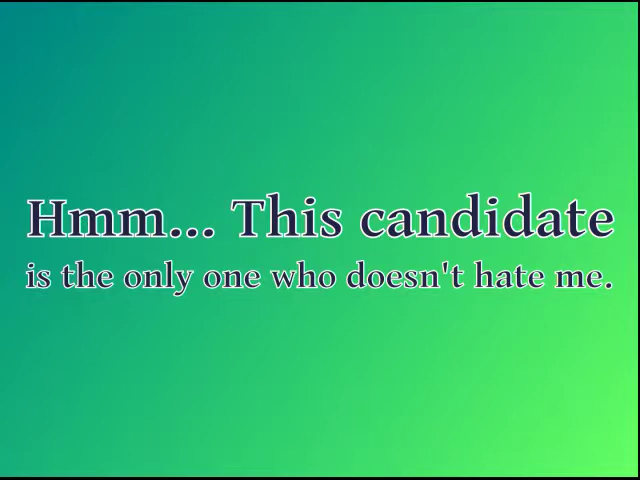 Hmm... This candidate
is the only one who doesn't hate me.